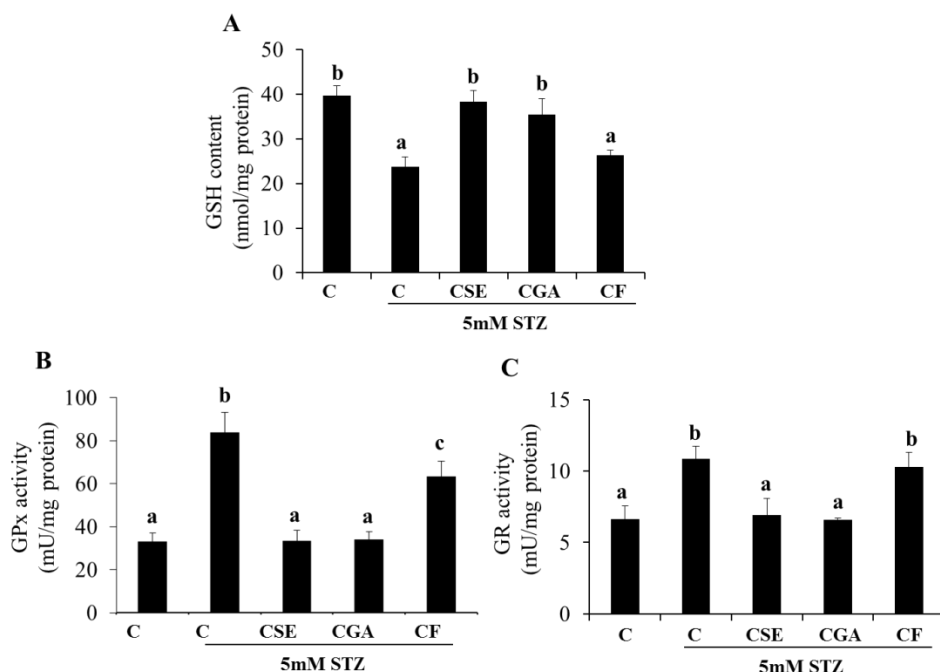 A
GSH content
(nmol/mg protein)
50
40
30
20
10
0
b
a
b
b
a
C
C
CSE
CGA
CF
5mM STZ
B
GPx activity
(mU/mg protein)
100
80
60
40
20
0
a
b
a
a
c
C
C
CSE
CGA
CF
5mM STZ
C
GR activity
(mU/mg protein)
15
10
5
0
a
b
a
a
b
C
C
CSE
CGA
CF
5mM STZ